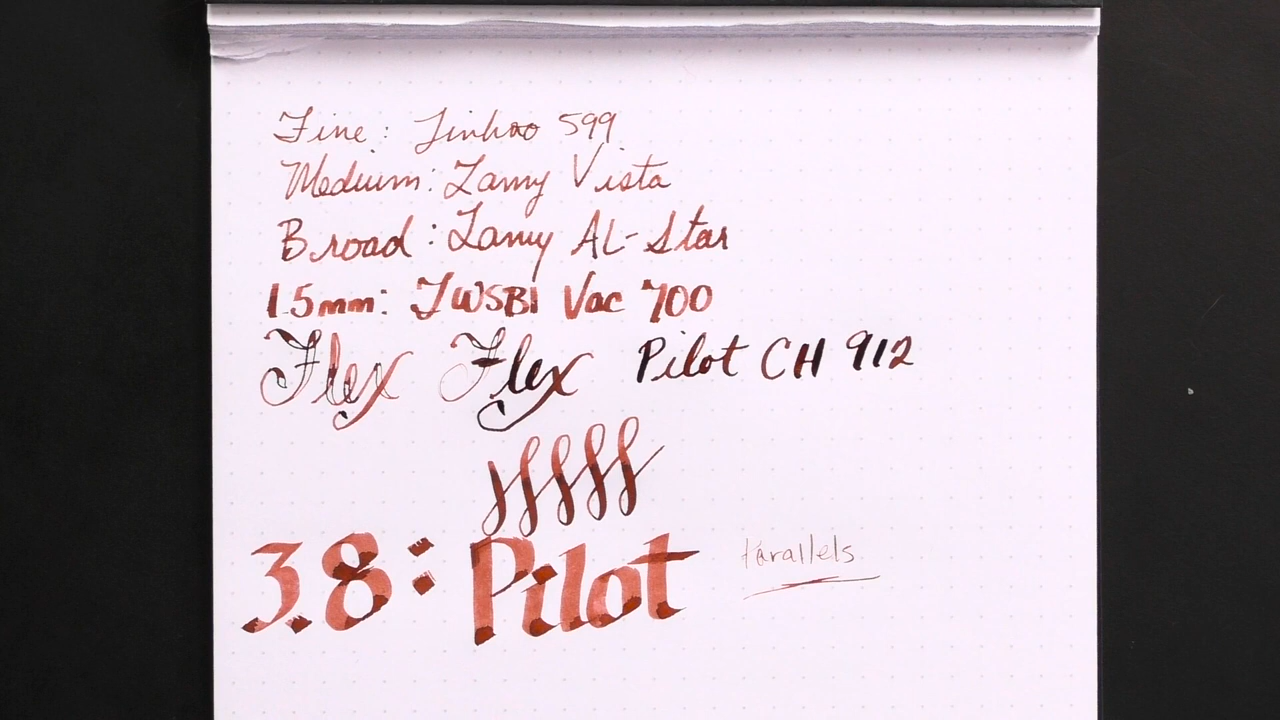 Fine: Jinhao 599
Medium: Lamy Vista
Broad: Lamy AL-Star
1.5mm: TWSBI Vac 700
Flex Flex Pilot CH 912
3.8: Pilot Parallels